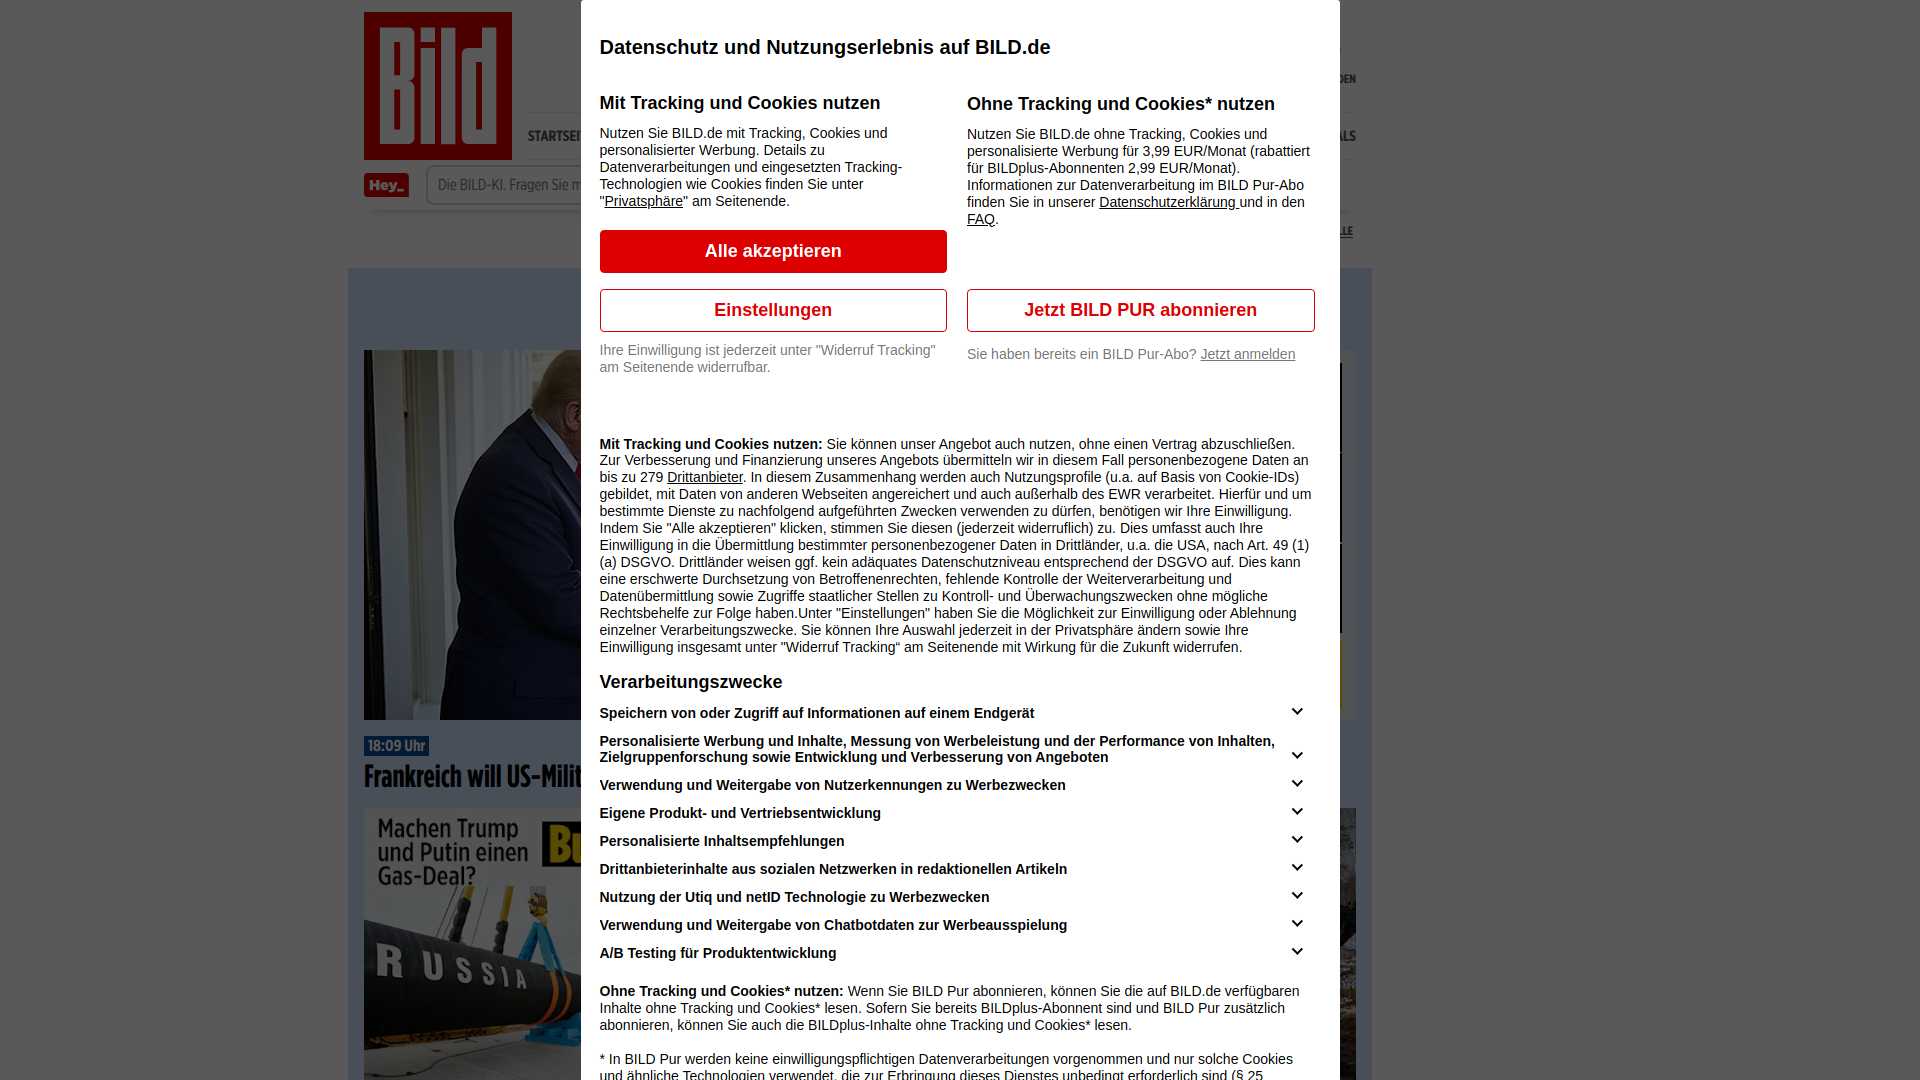 Bild
DEN
STARTSEI
ALS
Hey_
Die BILD-KI. Fragen Sie m
LLE
Datenschutz und Nutzungserlebnis auf BILD.de
Mit Tracking und Cookies nutzen
Nutzen Sie BILD.de mit Tracking, Cookies und
personalisierter Werbung. Details zu
Datenverarbeitungen und eingesetzten Tracking-
Technologien wie Cookies finden Sie unter
"Privatsphäre" am Seitenende.
Alle akzeptieren
Einstellungen
Ihre Einwilligung ist jederzeit unter "Widerruf Tracking"
am Seitenende widerrufbar.
Ohne Tracking und Cookies* nutzen
Nutzen Sie BILD.de ohne Tracking, Cookies und
personalisierte Werbung für 3,99 EUR/Monat (rabattiert
für BILDplus-Abonnenten 2,99 EUR/Monat).
Informationen zur Datenverarbeitung im BILD Pur-Abo
finden Sie in unserer Datenschutzerklärung und in den
FAQ.
Jetzt BILD PUR abonnieren
Sie haben bereits ein BILD Pur-Abo? Jetzt anmelden
Mit Tracking und Cookies nutzen: Sie können unser Angebot auch nutzen, ohne einen Vertrag abzuschließen.
Zur Verbesserung und Finanzierung unseres Angebots übermitteln wir in diesem Fall personenbezogene Daten an
bis zu 279 Drittanbieter. In diesem Zusammenhang werden auch Nutzungsprofile (u.a. auf Basis von Cookie-IDs)
gebildet, mit Daten von anderen Webseiten angereichert und auch außerhalb des EWR verarbeitet. Hierfür und um
bestimmte Dienste zu nachfolgend aufgeführten Zwecken verwenden zu dürfen, benötigen wir Ihre Einwilligung.
Indem Sie "Alle akzeptieren" klicken, stimmen Sie diesen (jederzeit widerruflich) zu. Dies umfasst auch Ihre
Einwilligung in die Übermittlung bestimmter personenbezogener Daten in Drittländer, u.a. die USA, nach Art. 49 (1)
(a) DSGVO. Drittländer weisen ggf. kein adäquates Datenschutzniveau entsprechend der DSGVO auf. Dies kann
eine erschwerte Durchsetzung von Betroffenenrechten, fehlende Kontrolle der Weiterverarbeitung und
Datenübermittlung sowie Zugriffe staatlicher Stellen zu Kontroll- und Überwachungszwecken ohne mögliche
Rechtsbehelfe zur Folge haben.Unter "Einstellungen" haben Sie die Möglichkeit zur Einwilligung oder Ablehnung
einzelner Verarbeitungszwecke. Sie können Ihre Auswahl jederzeit in der Privatsphäre ändern sowie Ihre
Einwilligung insgesamt unter "Widerruf Tracking“ am Seitenende mit Wirkung für die Zukunft widerrufen.
Verarbeitungszwecke
Speichern von oder Zugriff auf Informationen auf einem Endgerät
Personalisierte Werbung und Inhalte, Messung von Werbeleistung und der Performance von Inhalten,
Zielgruppenforschung sowie Entwicklung und Verbesserung von Angeboten
Verwendung und Weitergabe von Nutzerkennungen zu Werbezwecken
Eigene Produkt- und Vertriebsentwicklung
Personalisierte Inhaltsempfehlungen
Drittanbieterinhalte aus sozialen Netzwerken in redaktionellen Artikeln
Nutzung der Utiq und netID Technologie zu Werbezwecken
Verwendung und Weitergabe von Chatbotdaten zur Werbeausspielung
A/B Testing für Produktentwicklung
Ohne Tracking und Cookies* nutzen: Wenn Sie BILD Pur abonnieren, können Sie die auf BILD.de verfügbaren
Inhalte ohne Tracking und Cookies* lesen. Sofern Sie bereits BILDplus-Abonnent sind und BILD Pur zusätzlich
abonnieren, können Sie auch die BILDplus-Inhalte ohne Tracking und Cookies* lesen.
* In BILD Pur werden keine einwilligungspflichtigen Datenverarbeitungen vorgenommen und nur solche Cookies
und ähnliche Technologien verwendet, die zur Erbringung dieses Dienstes unbedingt erforderlich sind (§ 25
18:09 Uhr
Frankreich will US-Milit
Machen Trump
und Putin einen
Gas-Deal?
Bu
RUSSIA